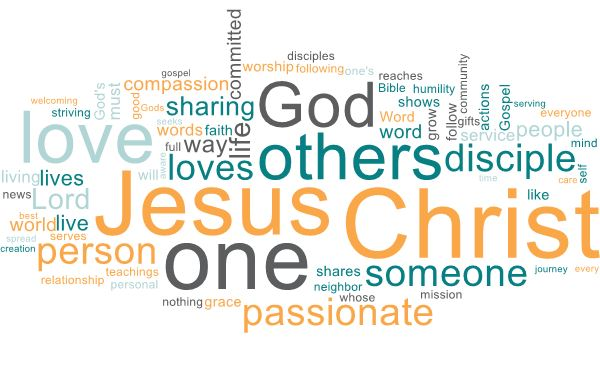 committed
disciples
gospel
worship following one's
reaches
compassion
God's
must
good
Gods
sharing
God
Bible humility
shows
community
actions
Gospel
serving
welcoming
striving
seeks
words faith
life
Word
word
grow
follow
gifts
service
people
everyone
love
full way
others
disciple
mind
living lives
will
aware
loves
time
care
self
news Lord
Jesus Christ
like
best
world live
spread serves
creation
person
one
shares someone
journey every
relationship teachings
personal
neighbor
nothing grace
whose
mission
passionate